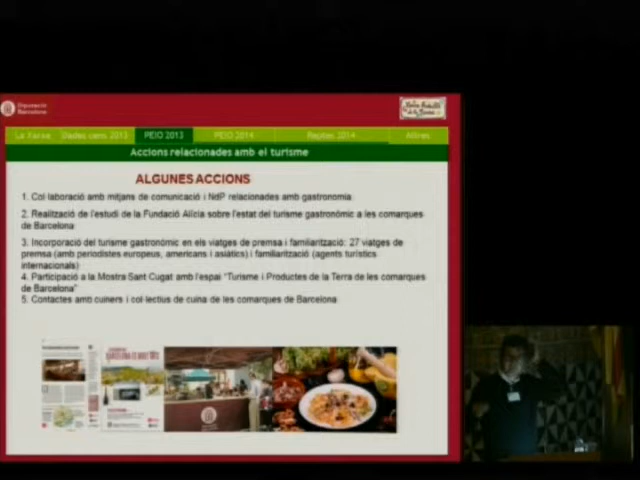 Diputació
Barcelona
La Xarxa Dades cens 2013 PEIO 2013 PEIO 2014 Reptes 2014 Altres
Accions relacionades amb el turisme
ALGUNES ACCIONS
1. Col·laboració amb mitjans de comunicació i NdP relacionades amb gastronomia
2. Realització de l'estudi de la Fundació Alícia sobre l'estat del turisme gastronòmic a les comarques
de Barcelona
3. Incorporació del turisme gastronòmic en els viatges de premsa i familiarització: 27 viatges de
premsa (amb periodistes europeus, americans i asiàtics) i familiarització (agents turístics
internacionals)
4. Participació a la Mostra Sant Cugat amb l'espai "Turisme i Productes de la Terra de les comarques
de Barcelona"
5. Contactes amb cuiners i col·lectius de cuina de les comarques de Barcelona